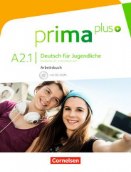 prima
plus
A2.1
Deutsch für Jugendliche
Arbeitsbuch
Cornelsen